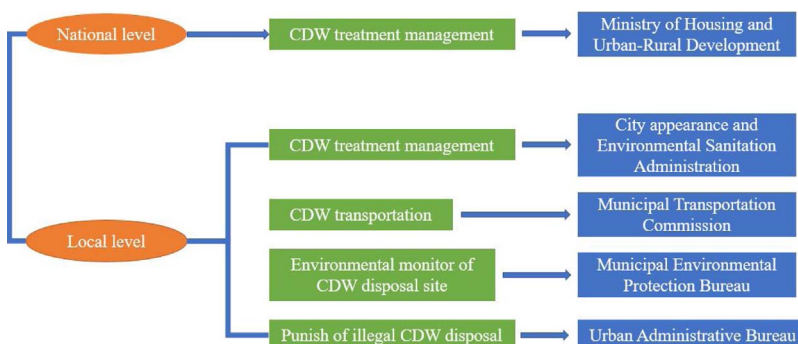 National level
CDW treatment management
Ministry of Housing and
Urban-Rural Development
Local level
CDW treatment management
City appearance and
Environmental Sanitation
Administration
CDW transportation
Municipal Transportation
Commission
Environmental monitor of
CDW disposal site
Municipal Environmental
Protection Bureau
Punish of illegal CDW disposal
Urban Administrative Bureau